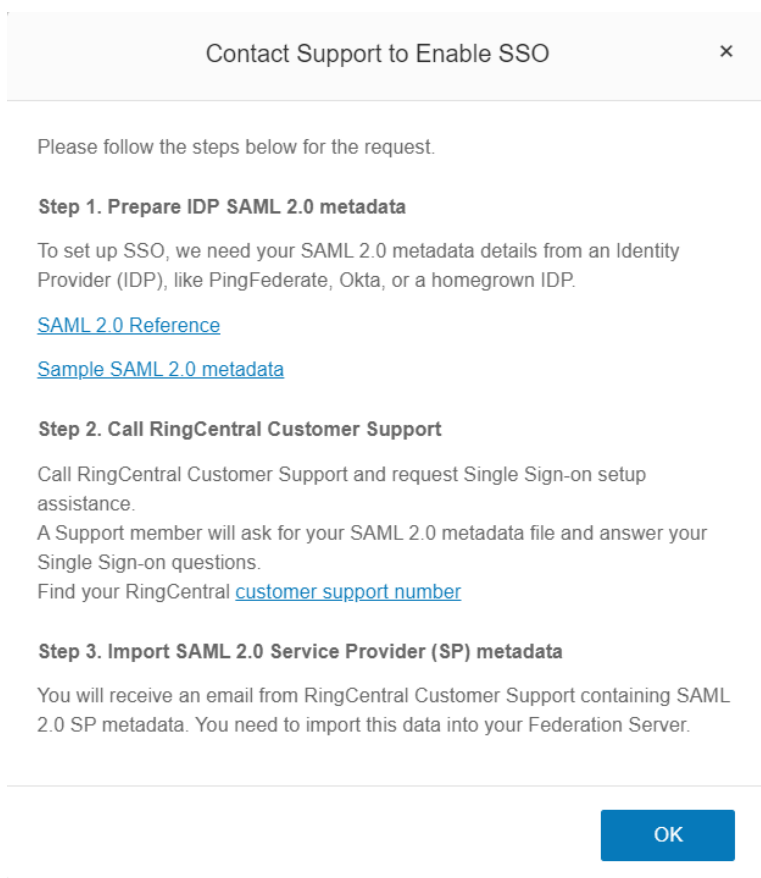 Contact Support to Enable SSO
×
Please follow the steps below for the request.
Step 1. Prepare IDP SAML 2.0 metadata
To set up SSO, we need your SAML 2.0 metadata details from an Identity
Provider (IDP), like PingFederate, Okta, or a homegrown IDP.
SAML 2.0 Reference
Sample SAML 2.0 metadata
Step 2. Call RingCentral Customer Support
Call RingCentral Customer Support and request Single Sign-on setup
assistance.
A Support member will ask for your SAML 2.0 metadata file and answer your
Single Sign-on questions.
Find your RingCentral customer support number
Step 3. Import SAML 2.0 Service Provider (SP) metadata
You will receive an email from RingCentral Customer Support containing SAML
2.0 SP metadata. You need to import this data into your Federation Server.
OK